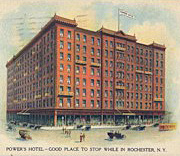 POWER'S HOTEL — GOOD PLACE TO STOP WHILE IN ROCHESTER, N.Y.